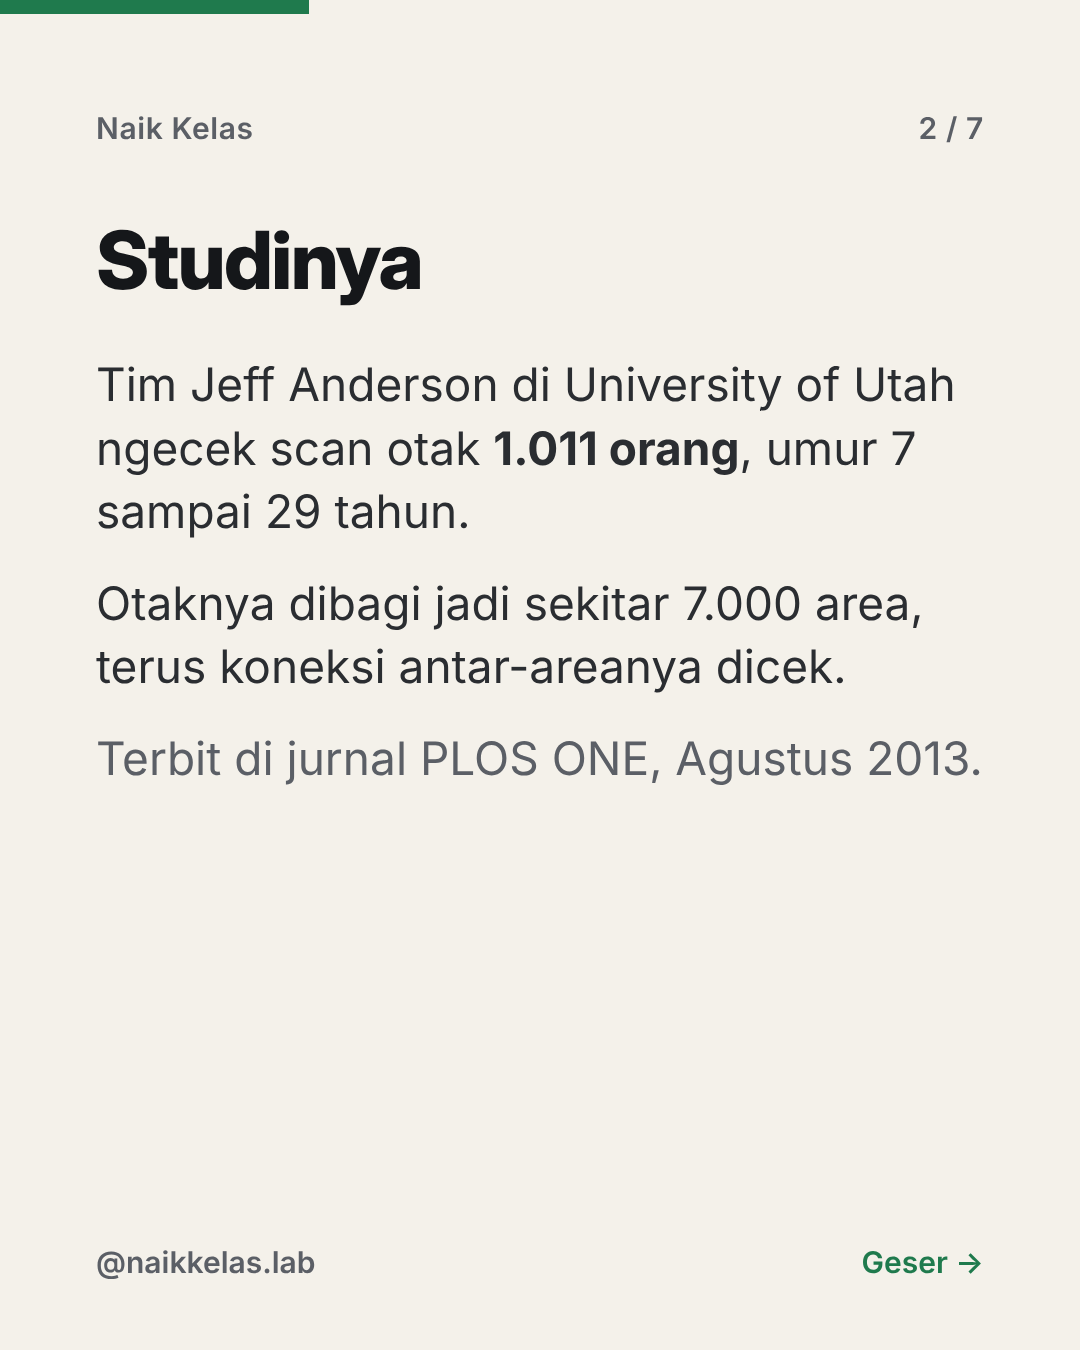 Naik Kelas
2 / 7
Studinya
Tim Jeff Anderson di University of Utah
ngecek scan otak 1.011 orang, umur 7
sampai 29 tahun.
Otaknya dibagi jadi sekitar 7.000 area,
terus koneksi antar-areanya dicek.
Terbit di jurnal PLOS ONE, Agustus 2013.
@naikkelas.lab
Geser →